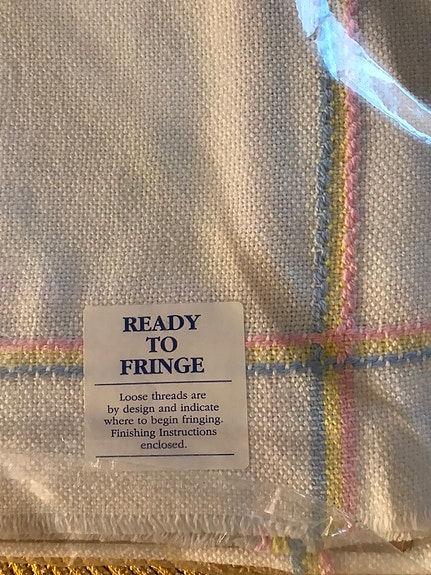 READY
TO
FRINGE
Loose threads are
by design and indicate
where to begin fringing.
Finishing Instructions
enclosed.